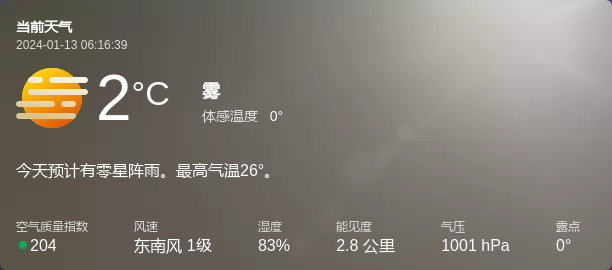 当前天气
2024-01-13 06:16:39
2°C
雾
体感温度 0°
今天预计有零星阵雨。最高气温26°。
空气质量指数 风速 湿度 能见度 气压 露点
204 东南风 1级 83% 2.8 公里 1001 hPa 0°